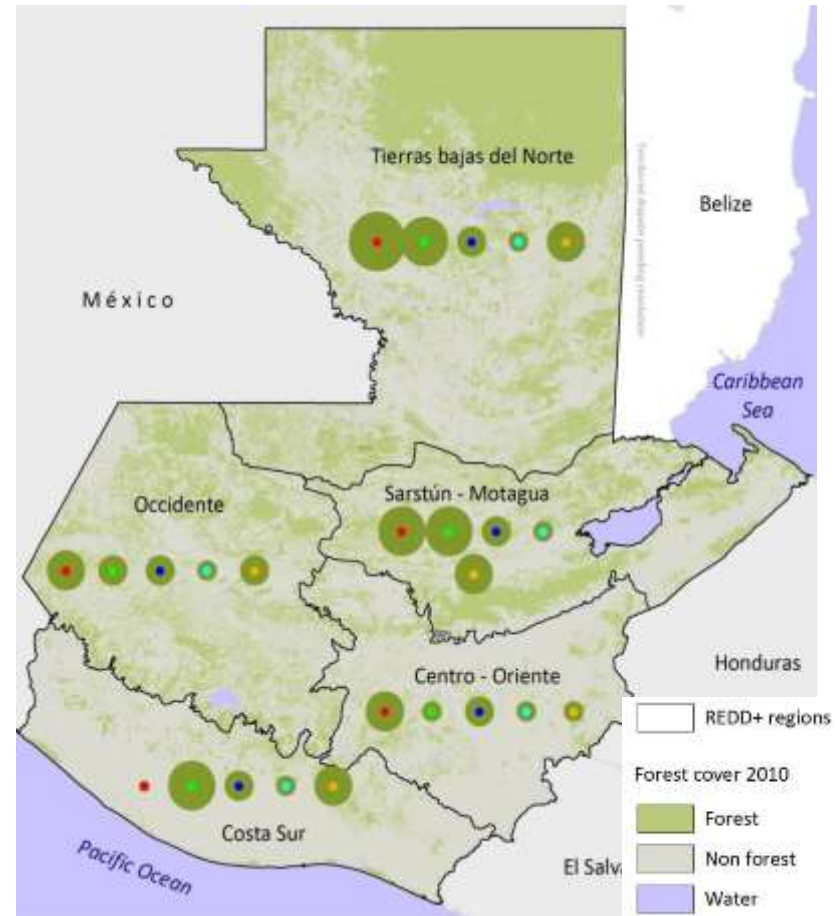 Tierras bajas del Norte
Belize
México
Caribbean
Sea
Occidente
Sarstún - Motagua
Centro - Oriente
Honduras
Costa Sur
Pacific Ocean
El Salv
REDD+ regions
Forest cover 2010
Forest
Non forest
Water